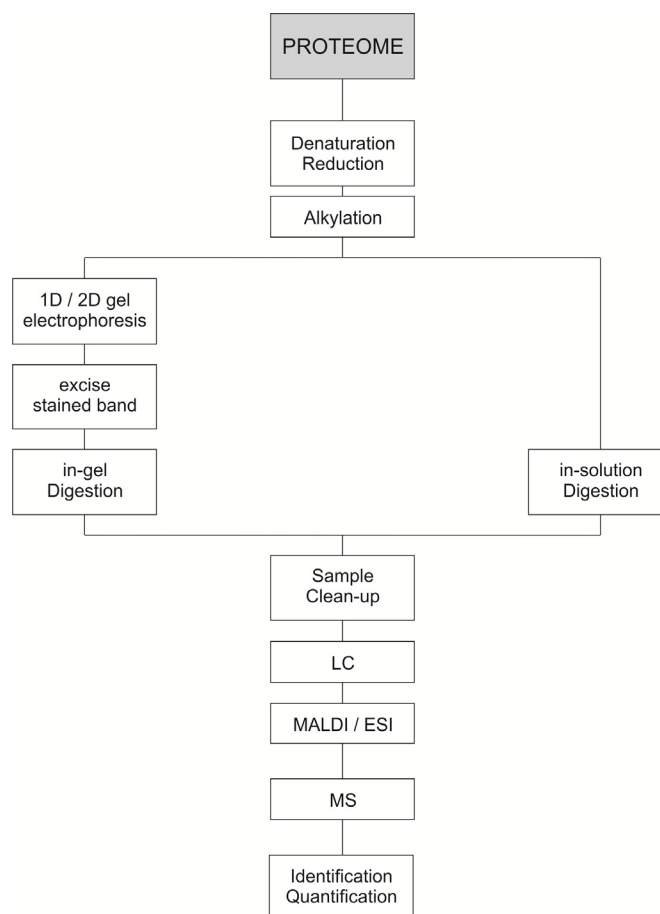 PROTEOME
Denaturation
Reduction
Alkylation
1D / 2D gel
electrophoresis
excise
stained band
in-gel
Digestion
in-solution
Digestion
Sample
Clean-up
LC
MALDI / ESI
MS
Identification
Quantification